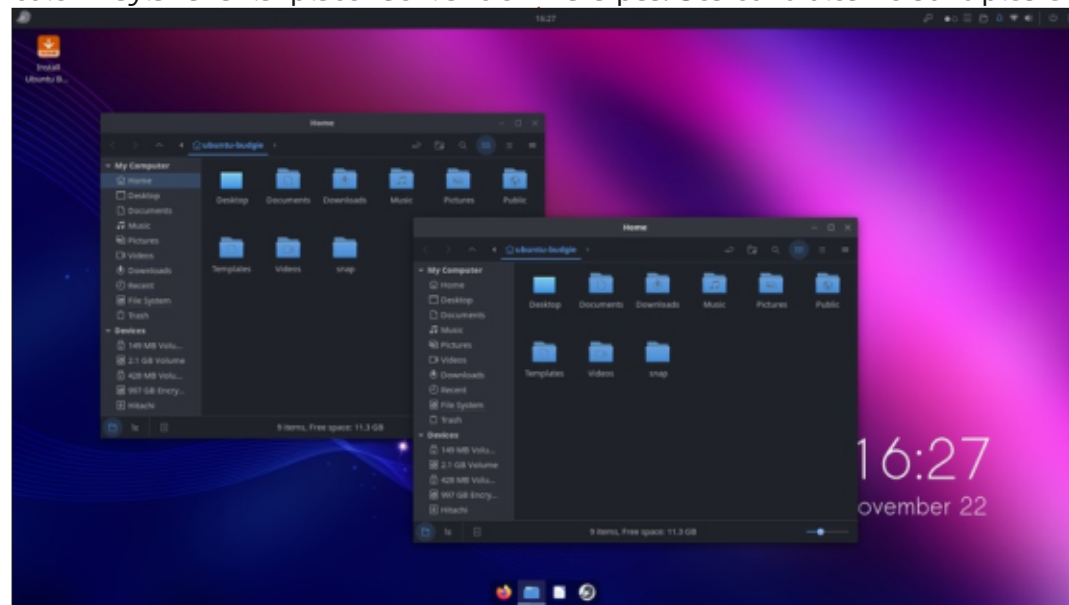 16:27
Install
Ubuntu B...
Home
ubuntu-budgie
My Computer
Home
Desktop
Documents
Music
Pictures
Videos
Downloads
Recent
File System
Trash
Devices
149 MB Volu...
2.1 GB Volume
428 MB Volu...
997 GB Encry...
Hitachi
Desktop
Documents
Downloads
Music
Pictures
Public
Templates
Videos
snap
9 items, Free space: 11.3 GB
Home
ubuntu-budgie
My Computer
Home
Desktop
Documents
Music
Pictures
Videos
Downloads
Recent
File System
Trash
Devices
149 MB Volu...
2.1 GB Volume
428 MB Volu...
997 GB Encry...
Hitachi
Desktop
Documents
Downloads
Music
Pictures
Public
Templates
Videos
snap
9 items, Free space: 11.3 GB
16:27
ovember 22